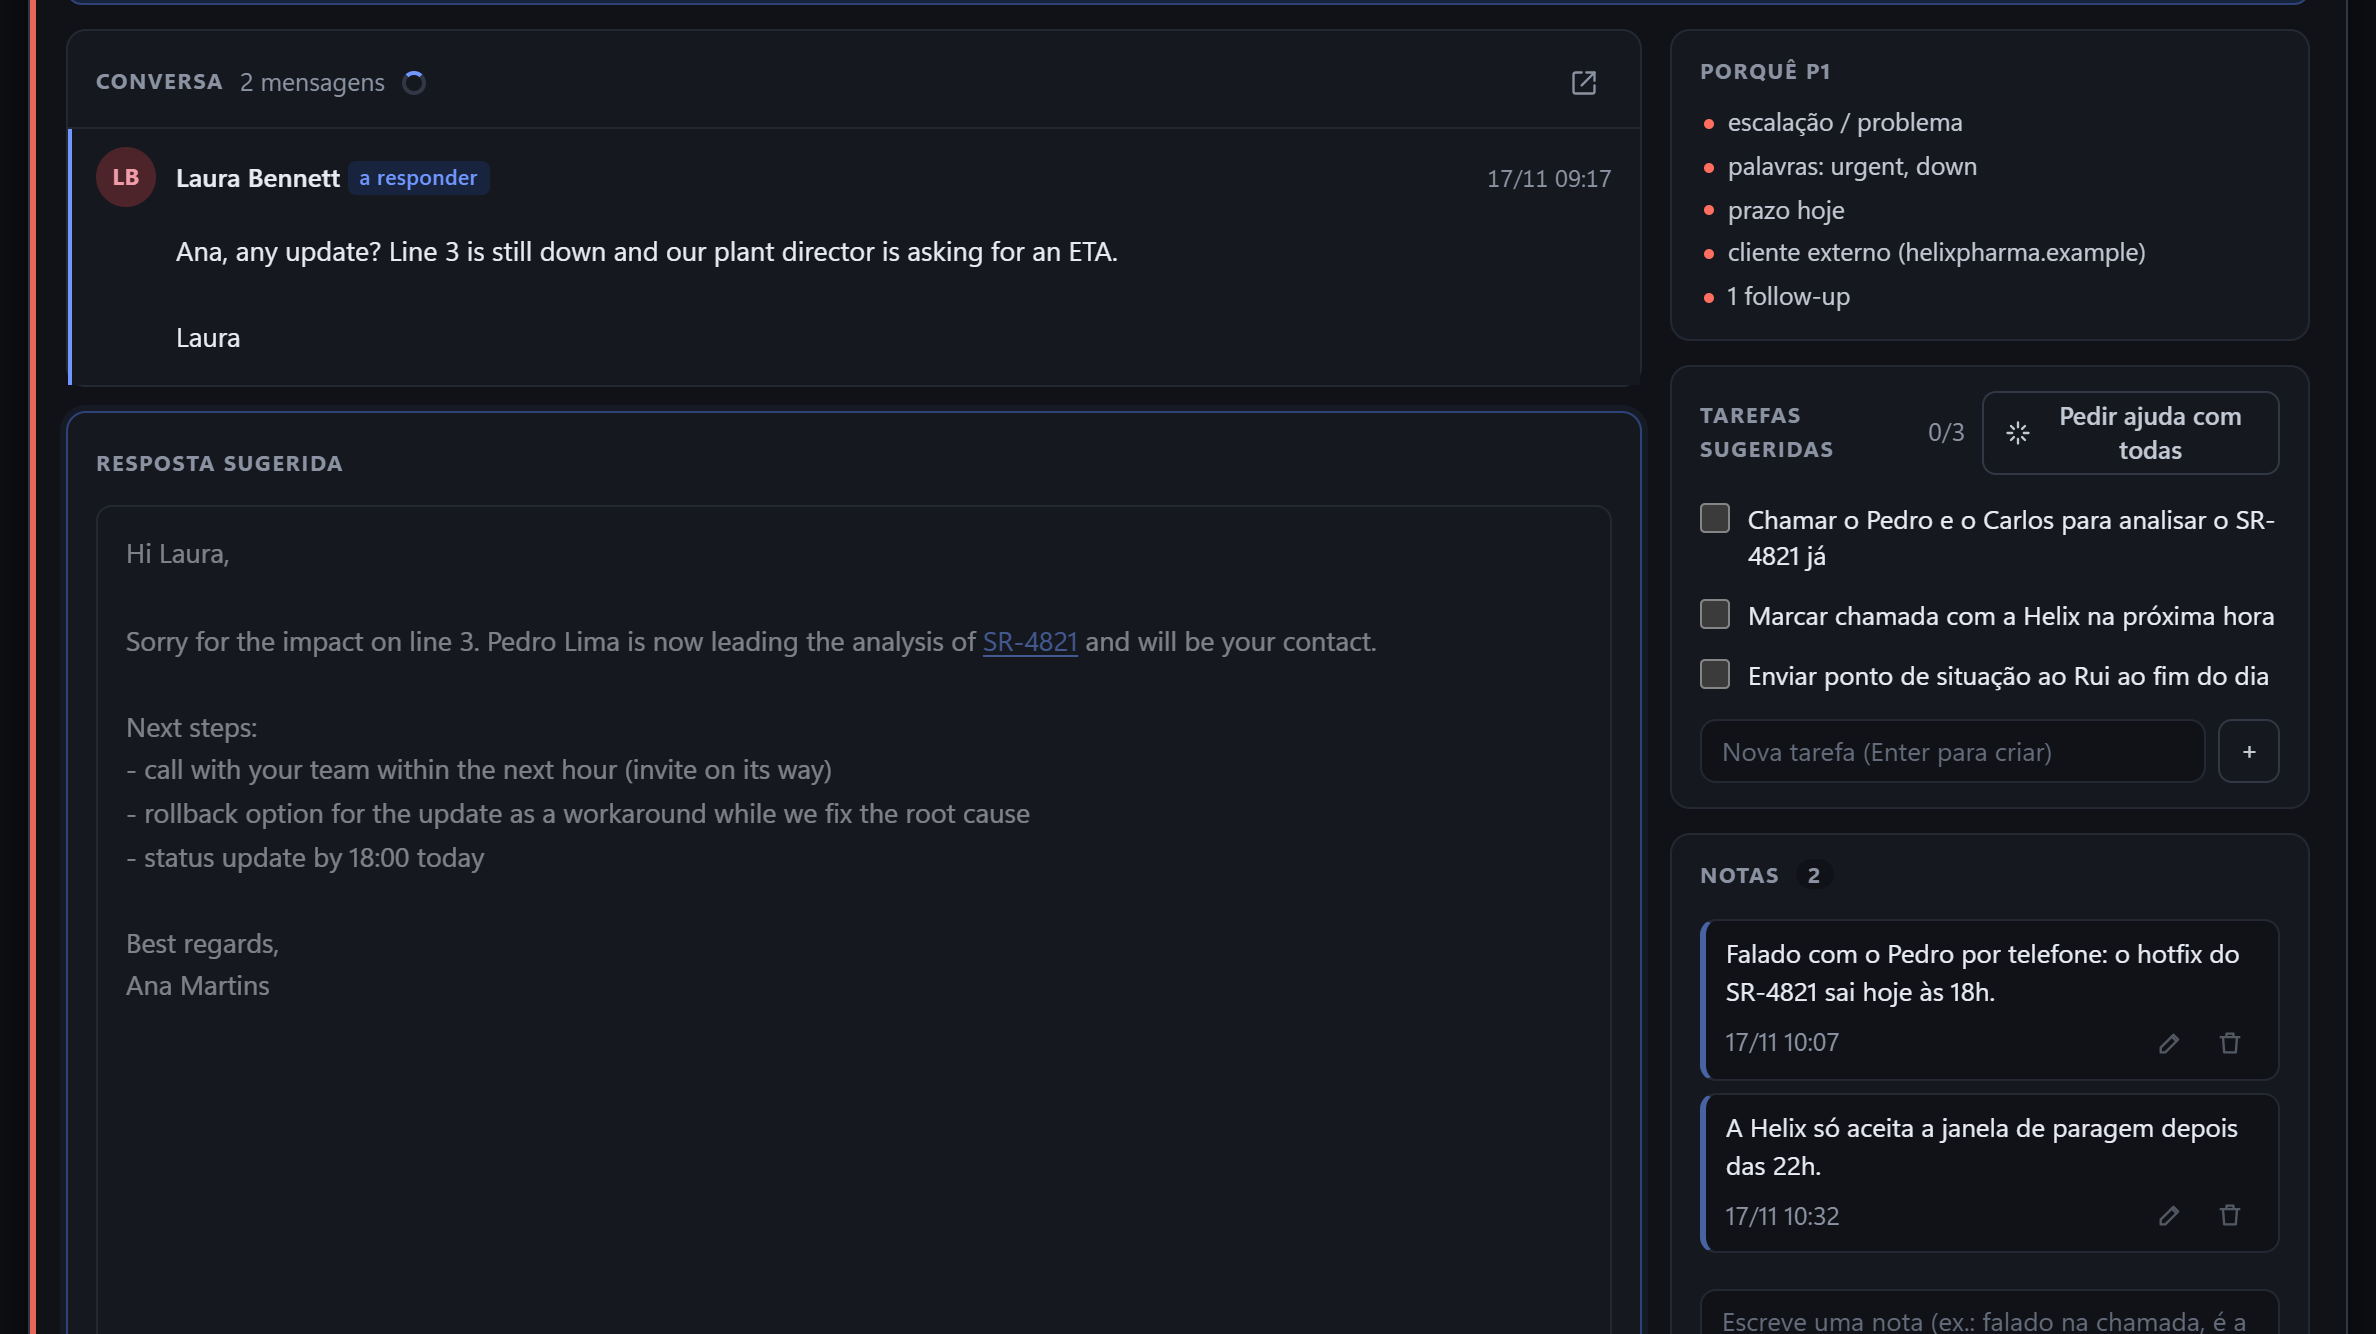 CONVERSA 2 mensagens
LB
Laura Bennett a responder
17/11 09:17
Ana, any update? Line 3 is still down and our plant director is asking for an ETA.
Laura
RESPOSTA SUGERIDA
Hi Laura,
Sorry for the impact on line 3. Pedro Lima is now leading the analysis of SR-4821 and will be your contact.
Next steps:
- call with your team within the next hour (invite on its way)
- rollback option for the update as a workaround while we fix the root cause
- status update by 18:00 today
Best regards,
Ana Martins
PORQUÊ P1
escalação / problema
palavras: urgent, down
prazo hoje
cliente externo (helixpharma.example)
1 follow-up
TAREFAS
SUGERIDAS
0/3
Pedir ajuda com
todas
Chamar o Pedro e o Carlos para analisar o SR-
4821 já
Marcar chamada com a Helix na próxima hora
Enviar ponto de situação ao Rui ao fim do dia
Nova tarefa (Enter para criar)
+
NOTAS 2
Falado com o Pedro por telefone: o hotfix do
SR-4821 sai hoje às 18h.
17/11 10:07
A Helix só aceita a janela de paragem depois
das 22h.
17/11 10:32
Escreve uma nota (ex.: falado na chamada, é a